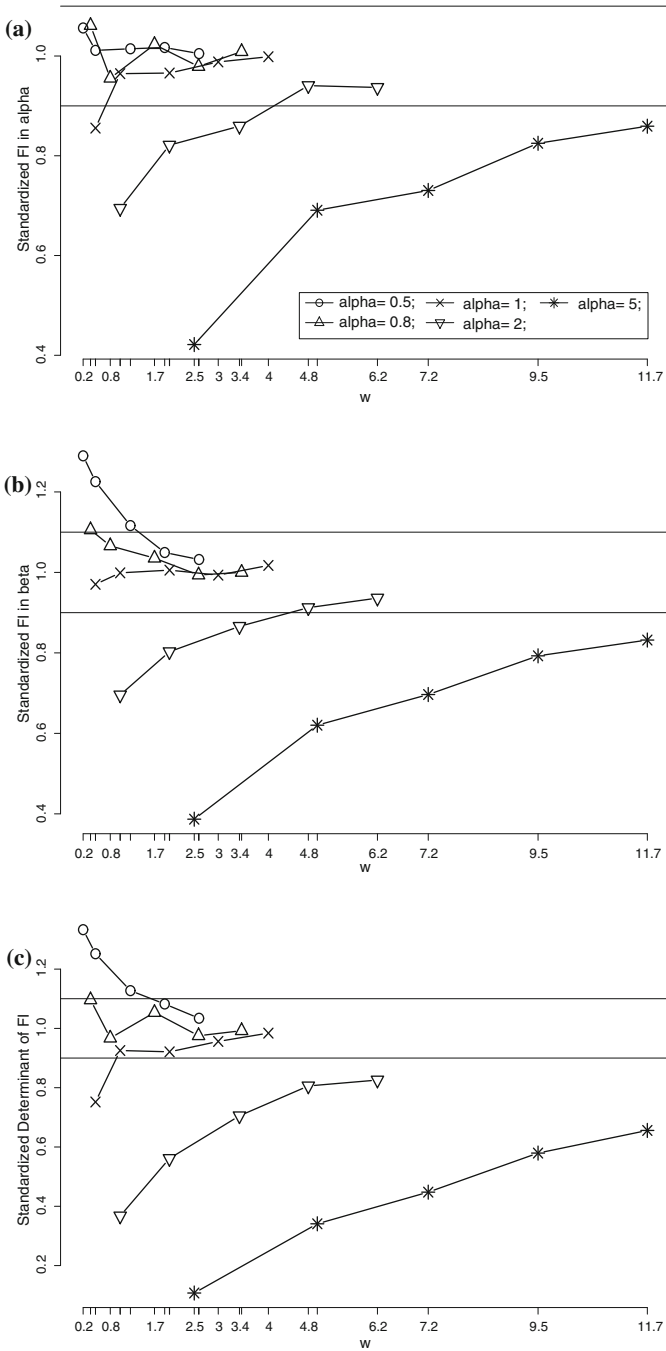 (a)
Standardized FI in alpha
1.0
0.8
0.6
0.4
alpha= 0.5; alpha= 1; alpha= 5;
alpha= 0.8; alpha= 2;
0.2 0.8 1.7 2.5 3 3.4 4 4.8 6.2 7.2 9.5 11.7
w
(b)
Standardized FI in beta
1.2
1.0
0.8
0.6
0.4
0.2 0.8 1.7 2.5 3 3.4 4 4.8 6.2 7.2 9.5 11.7
w
(c)
Standardized Determinant of FI
1.2
1.0
0.8
0.6
0.4
0.2
0.2 0.8 1.7 2.5 3 3.4 4 4.8 6.2 7.2 9.5 11.7
w